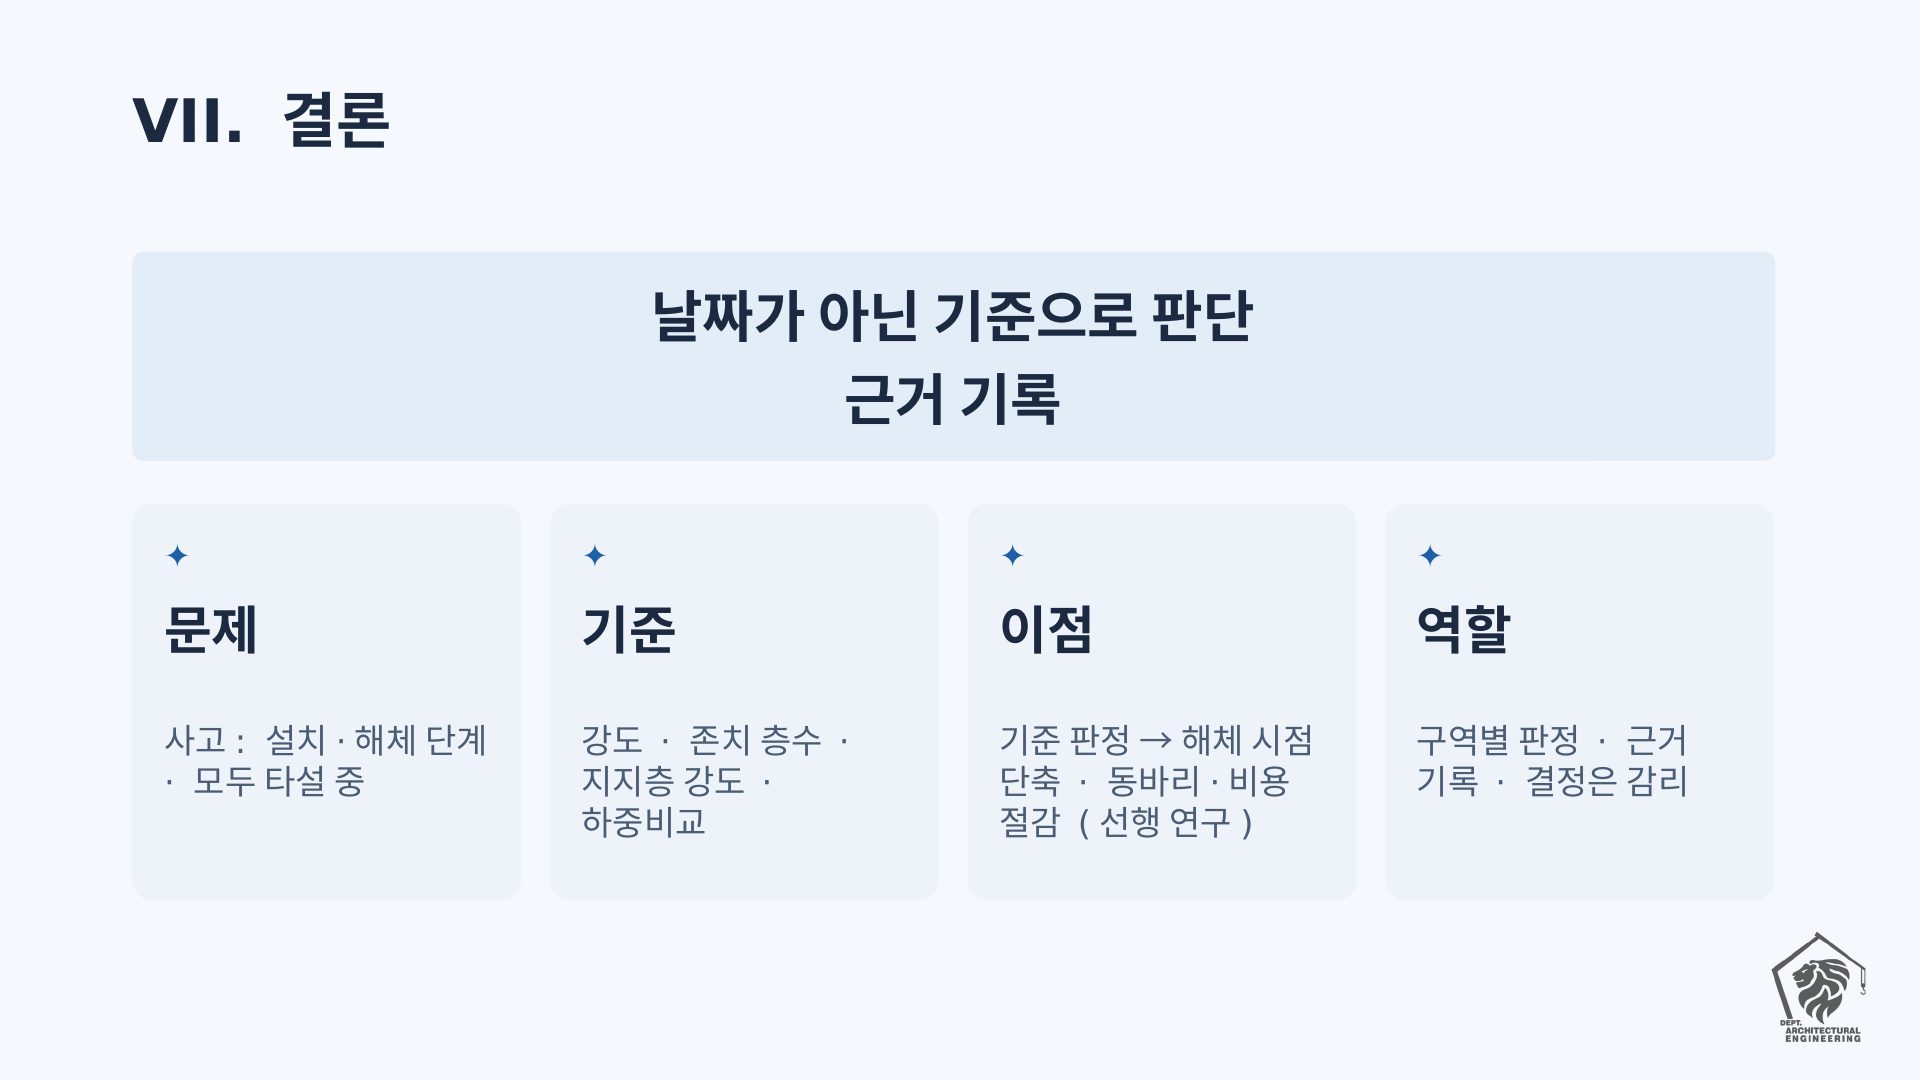 VII. 결론
날짜가 아닌 기준으로 판단
근거 기록
✦
문제
사고 : 설치 · 해체 단계
· 모두 타설 중
✦
기준
강도 · 존치 층수 ·
지지층 강도 ·
하중비교
✦
이점
기준 판정 → 해체 시점
단축 · 동바리 · 비용
절감 ( 선행 연구 )
✦
역할
구역별 판정 · 근거
기록 · 결정은 감리
DEPT.
ARCHITECTURAL
ENGINEERING